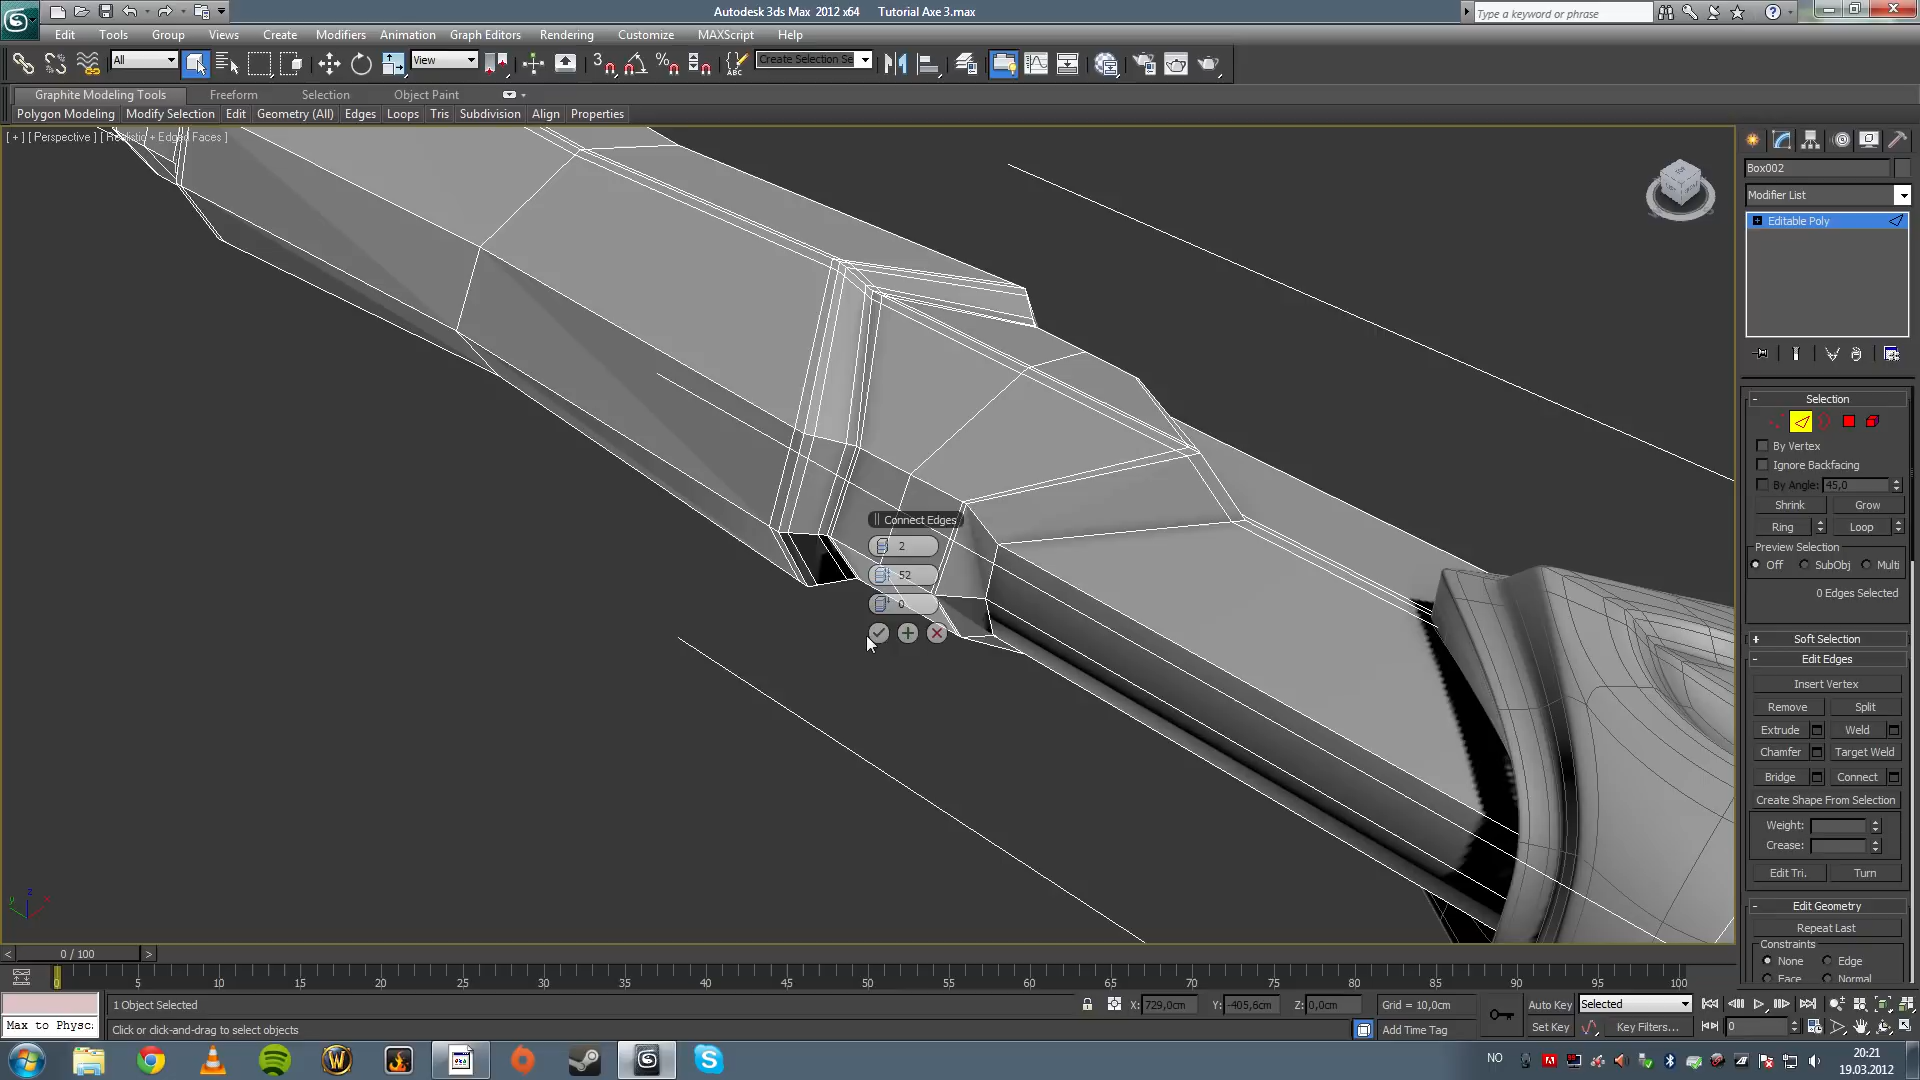 Autodesk 3ds Max 2012 x64 Tutorial Axe 3.max
Type a keyword or phrase
Edit Tools Group Views Create Modifiers Animation Graph Editors Rendering Customize MAXScript Help
All View Create Selection Se
Graphite Modeling Tools Freeform Selection Object Paint
Polygon Modeling Modify Selection Edit Geometry (All) Edges Loops Tris Subdivision Align Properties
[ + ] [ Perspective ] [ Realistic + Edged Faces ]
Box002
Modifier List
Editable Poly
Selection
By Vertex
Ignore Backfacing
By Angle: 45,0
Shrink Grow
Ring Loop
Preview Selection
Off SubObj Multi
0 Edges Selected
Soft Selection
Edit Edges
Insert Vertex
Remove Split
Extrude Weld
Chamfer Target Weld
Bridge Connect
Create Shape From Selection
Weight:
Crease:
Edit Tri. Turn
Edit Geometry
Repeat Last
Constraints
None Edge
Face Normal
Connect Edges
2
52
0
0 / 100
0 5 10 15 20 25 30 35 40 45 50 55 60 65 70 75 80 85 90 95 100
1 Object Selected
X: 729,0cm Y: -405,6cm Z: 0,0cm Grid = 10,0cm
Auto Key Selected
Max to Physc
Click or click-and-drag to select objects
Add Time Tag
Set Key Key Filters... 0
NO
20:21
19.03.2012